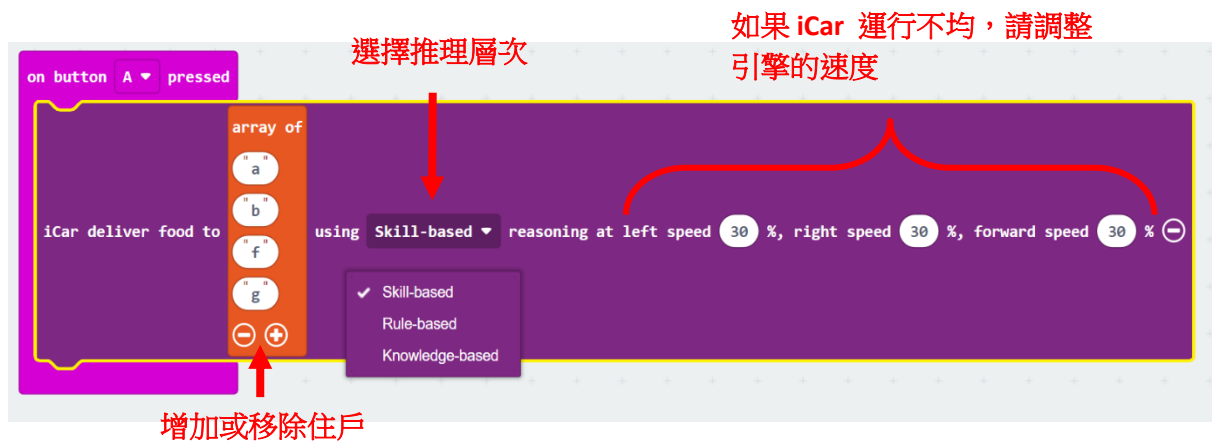 如果 iCar 運行不均，請調整
引擎的速度
選擇推理層次
on button A pressed
array of
"a"
"b"
"f"
"g"
iCar deliver food to using Skill-based reasoning at left speed 30 %, right speed 30 %, forward speed 30 %
Skill-based
Rule-based
Knowledge-based
增加或移除住戶